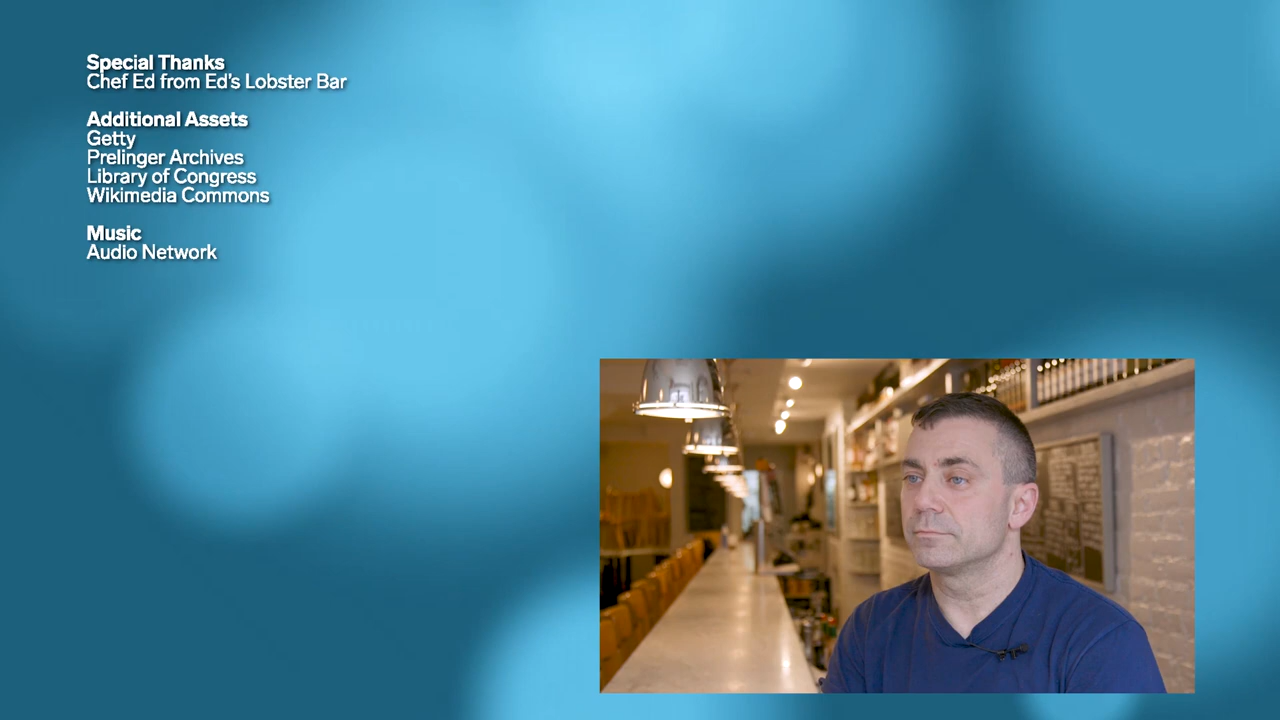 Special Thanks
Chef Ed from Ed's Lobster Bar
Additional Assets
Getty
Prelinger Archives
Library of Congress
Wikimedia Commons
Music
Audio Network